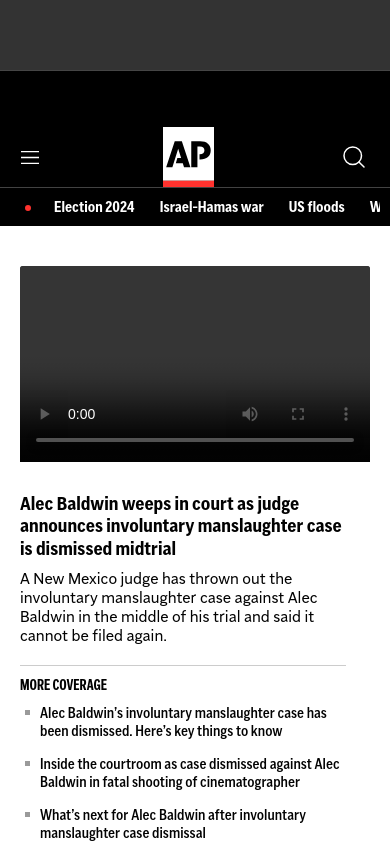 AP
Election 2024 Israel-Hamas war US floods
0:00
Alec Baldwin weeps in court as judge
announces involuntary manslaughter case
is dismissed midtrial
A New Mexico judge has thrown out the
involuntary manslaughter case against Alec
Baldwin in the middle of his trial and said it
cannot be filed again.
MORE COVERAGE
Alec Baldwin’s involuntary manslaughter case has
been dismissed. Here’s key things to know
Inside the courtroom as case dismissed against Alec
Baldwin in fatal shooting of cinematographer
What’s next for Alec Baldwin after involuntary
manslaughter case dismissal